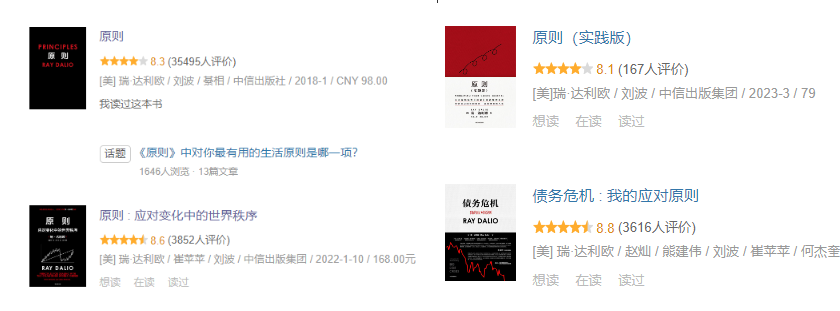 PRINCIPLES
原 则
RAY DALIO
原则
8.3 (35495人评价)
[美] 瑞·达利欧 / 刘波 / 綦相 / 中信出版社 / 2018-1 / CNY 98.00
我读过这本书
话题 《原则》中对你最有用的生活原则是哪一项？
1646人浏览 · 13篇文章
原 则
RAY DALIO
原则 : 应对变化中的世界秩序
8.6 (3852人评价)
[美] 瑞·达利欧 / 崔苹苹 / 刘波 / 中信出版集团 / 2022-1-10 / 168.00元
想读 在读 读过
原 则
原则（实践版）
8.1 (167人评价)
[美]瑞·达利欧 / 刘波 / 中信出版集团 / 2023-3 / 79
想读 在读 读过
债务危机
RAY DALIO
债务危机 : 我的应对原则
8.8 (3616人评价)
[美] 瑞·达利欧 / 赵灿 / 熊建伟 / 刘波 / 崔苹苹 / 何杰奎
想读 在读 读过